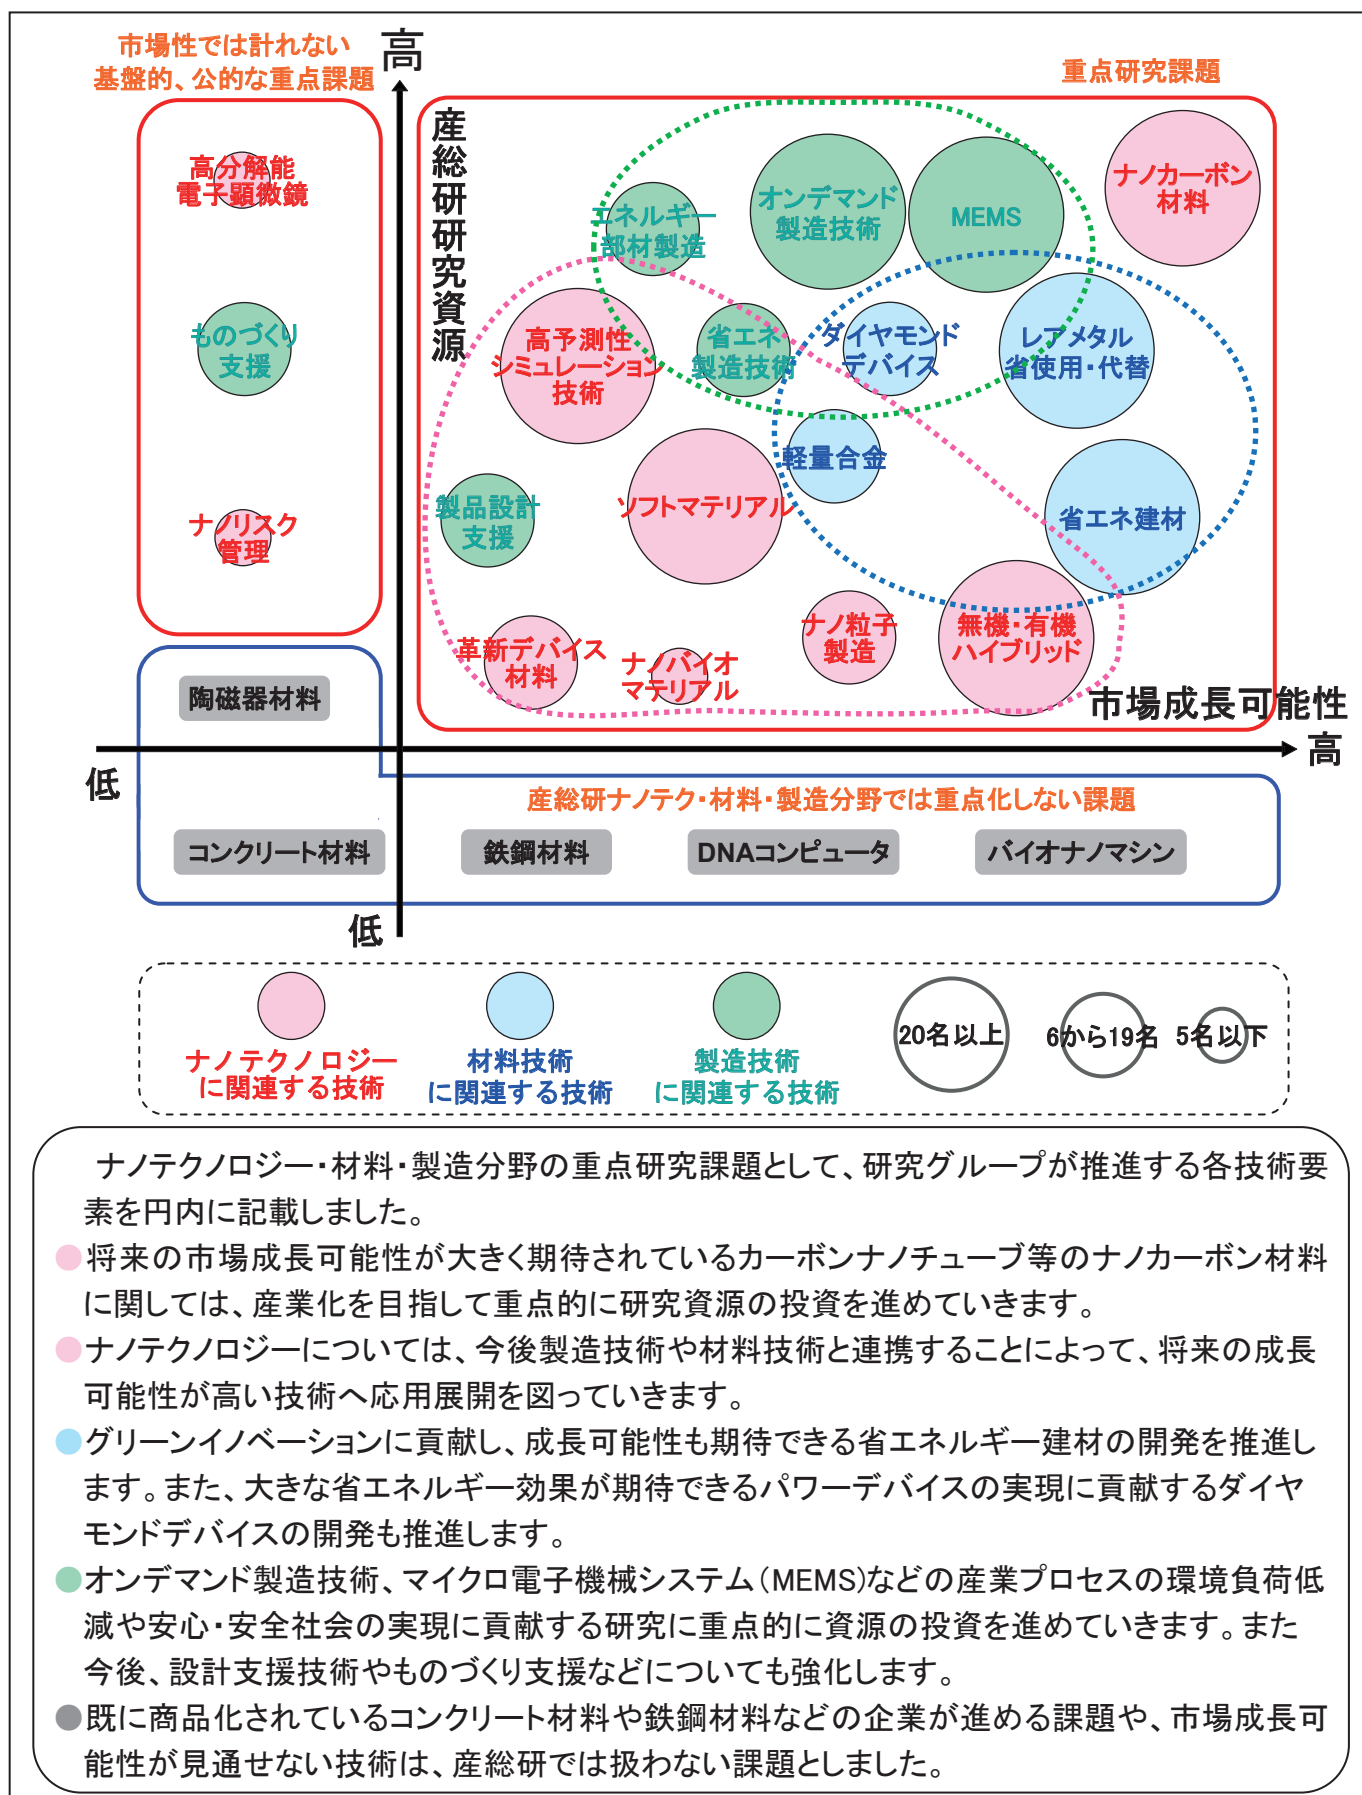 市場性では計れない
基盤的、公的な重点課題
高
重点研究課題
産総研研究資源
高分解能
電子顕微鏡
ものづくり
支援
ナノリスク
管理
ナノカーボン
材料
オンデマンド
製造技術
MEMS
エネルギー
部材製造
高予測性
シミュレーション
技術
省エネ
製造技術
ダイヤモンド
デバイス
レアメタル
省使用・代替
軽量合金
製品設計
支援
ソフトマテリアル
省エネ建材
革新デバイス
材料
ナノバイオ
マテリアル
ナノ粒子
製造
無機・有機
ハイブリッド
市場成長可能性
高
陶磁器材料
低
産総研ナノテク・材料・製造分野では重点化しない課題
コンクリート材料
鉄鋼材料
DNAコンピュータ
バイオナノマシン
低
ナノテクノロジー
に関連する技術
材料技術
に関連する技術
製造技術
に関連する技術
20名以上
6から19名
5名以下
ナノテクノロジー・材料・製造分野の重点研究課題として、研究グループが推進する各技術要
素を円内に記載しました。
●将来の市場成長可能性が大きく期待されているカーボンナノチューブ等のナノカーボン材料
に関しては、産業化を目指して重点的に研究資源の投資を進めていきます。
●ナノテクノロジーについては、今後製造技術や材料技術と連携することによって、将来の成長
可能性が高い技術へ応用展開を図っていきます。
●グリーンイノベーションに貢献し、成長可能性も期待できる省エネルギー建材の開発を推進し
ます。また、大きな省エネルギー効果が期待できるパワーデバイスの実現に貢献するダイヤ
モンドデバイスの開発も推進します。
●オンデマンド製造技術、マイクロ電子機械システム(MEMS)などの産業プロセスの環境負荷低
減や安心・安全社会の実現に貢献する研究に重点的に資源の投資を進めていきます。また
今後、設計支援技術やものづくり支援などについても強化します。
●既に商品化されているコンクリート材料や鉄鋼材料などの企業が進める課題や、市場成長可
能性が見通せない技術は、産総研では扱わない課題としました。